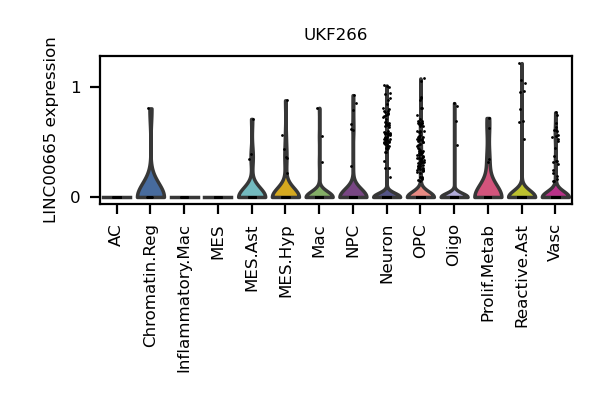 UKF266
LINC00665 expression
1
0
AC
Chromatin.Reg
Inflammatory.Mac
MES
MES.Ast
MES.Hyp
Mac
NPC
Neuron
OPC
Oligo
Prolif.Metab
Reactive.Ast
Vasc